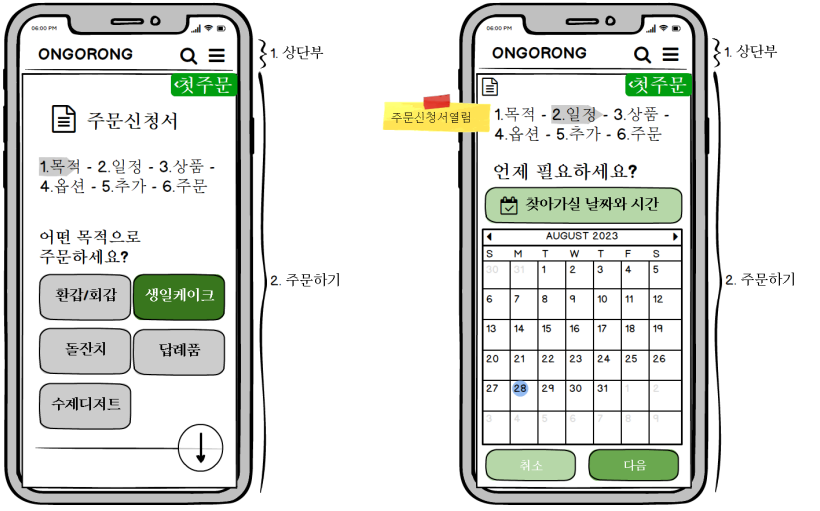 06:00 PM
ONGORONG
1. 상단부
<첫주문
주문신청서
1.목적 - 2.일정 - 3.상품 -
4.옵션 - 5.추가 - 6.주문
어떤 목적으로
주문하세요?
환갑/회갑
생일케이크
돌잔치
답례품
수제디저트
2. 주문하기
06:00 PM
ONGORONG
1. 상단부
<첫주문
주문신청서열림
1.목적 - 2.일정 - 3.상품 -
4.옵션 - 5.추가 - 6.주문
언제 필요하세요?
찾아가실 날짜와 시간
AUGUST 2023
S M T W T F S
30 31 1 2 3 4 5
6 7 8 9 10 11 12
13 14 15 16 17 18 19
20 21 22 23 24 25 26
27 28 29 30 31 1 2
3 4 5 6 7 8 9
취소
다음
2. 주문하기